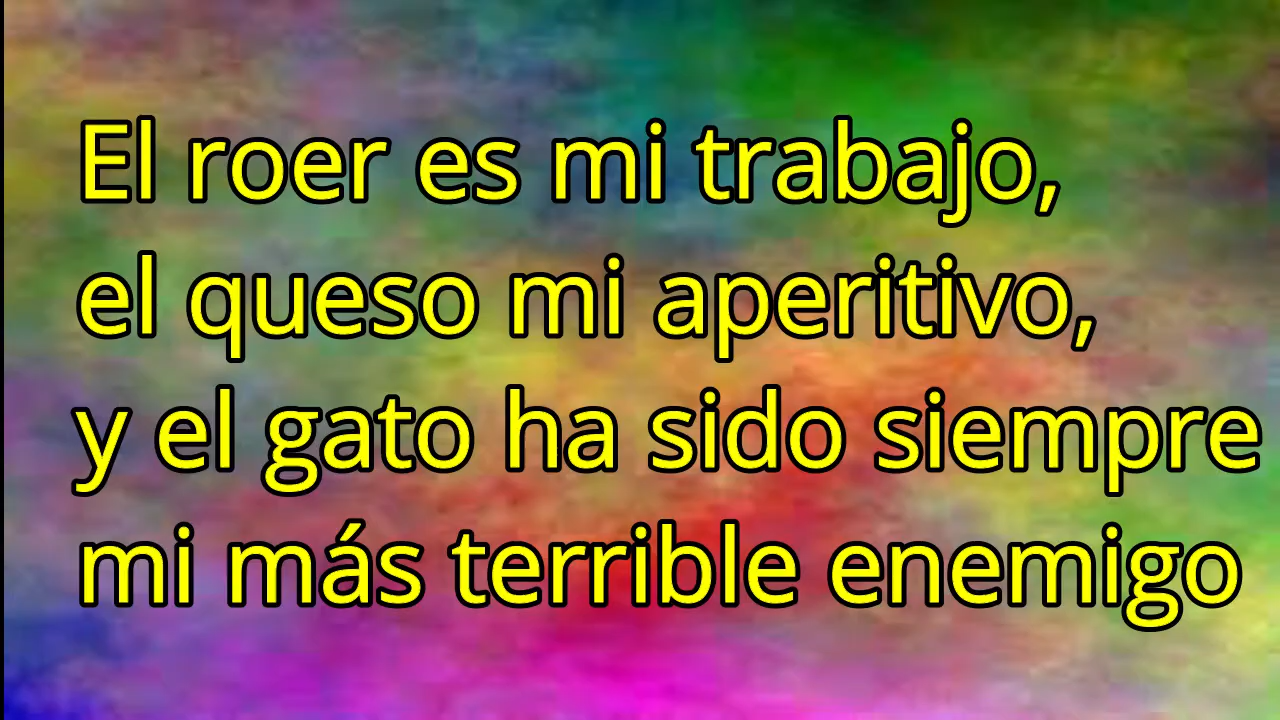 El roer es mi trabajo,
el queso mi aperitivo,
y el gato ha sido siempre
mi más terrible enemigo